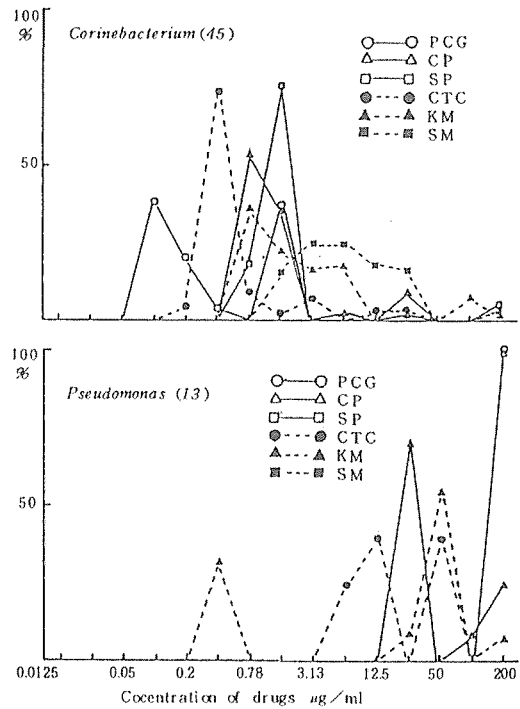 100
%
Corinebacterium (45)
PCG
CP
SP
CTC
KM
SM
50
100
%
Pseudomonas (13)
PCG
CP
SP
CTC
KM
SM
50
0.0125 0.05 0.2 0.78 3.13 12.5 50 200
Cocentration of drugs µg/ml